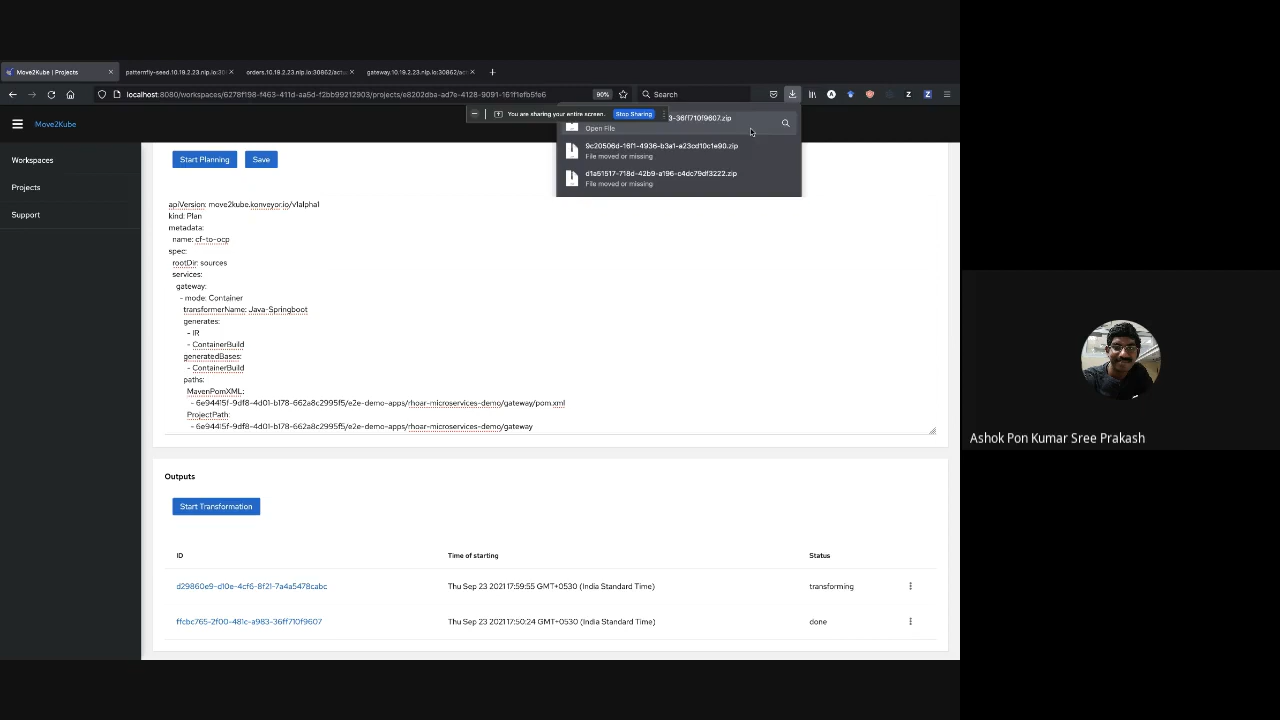 Move2Kube | Projects
patternfly-seed.10.19.2.23.nip.io:30
orders.10.19.2.23.nip.io:30862/actu
gateway.10.19.2.23.nip.io:30862/ac
localhost:8080/workspaces/6278f198-f463-411d-aa5d-f2bb99212903/projects/e8202dba-ad7e-4128-9091-161f1efb5fe6
90%
Search
Move2Kube
You are sharing your entire screen.
Stop Sharing
3-36ff710f9607.zip
Open File
9c20506d-16f1-4936-b3a1-a23cd10c1e90.zip
File moved or missing
d1a51517-718d-42b9-a196-c4dc79df3222.zip
File moved or missing
Workspaces
Projects
Support
Start Planning
Save
apiVersion: move2kube.konveyor.io/v1alpha1
kind: Plan
metadata:
name: cf-to-ocp
spec:
rootDir: sources
services:
gateway:
- mode: Container
transformerName: Java-Springboot
generates:
- IR
- ContainerBuild
generatedBases:
- ContainerBuild
paths:
MavenPomXML:
- 6e94415f-9df8-4d01-b178-662a8c2995f5/e2e-demo-apps/rhoar-microservices-demo/gateway/pom.xml
ProjectPath:
- 6e94415f-9df8-4d01-b178-662a8c2995f5/e2e-demo-apps/rhoar-microservices-demo/gateway
Outputs
Start Transformation
ID
Time of starting
Status
d29860e9-d10e-4cf6-8f21-7a4a5478cabc
Thu Sep 23 2021 17:59:55 GMT+0530 (India Standard Time)
transforming
ffcbc765-2f00-481c-a983-36ff710f9607
Thu Sep 23 2021 17:50:24 GMT+0530 (India Standard Time)
done
Ashok Pon Kumar Sree Prakash